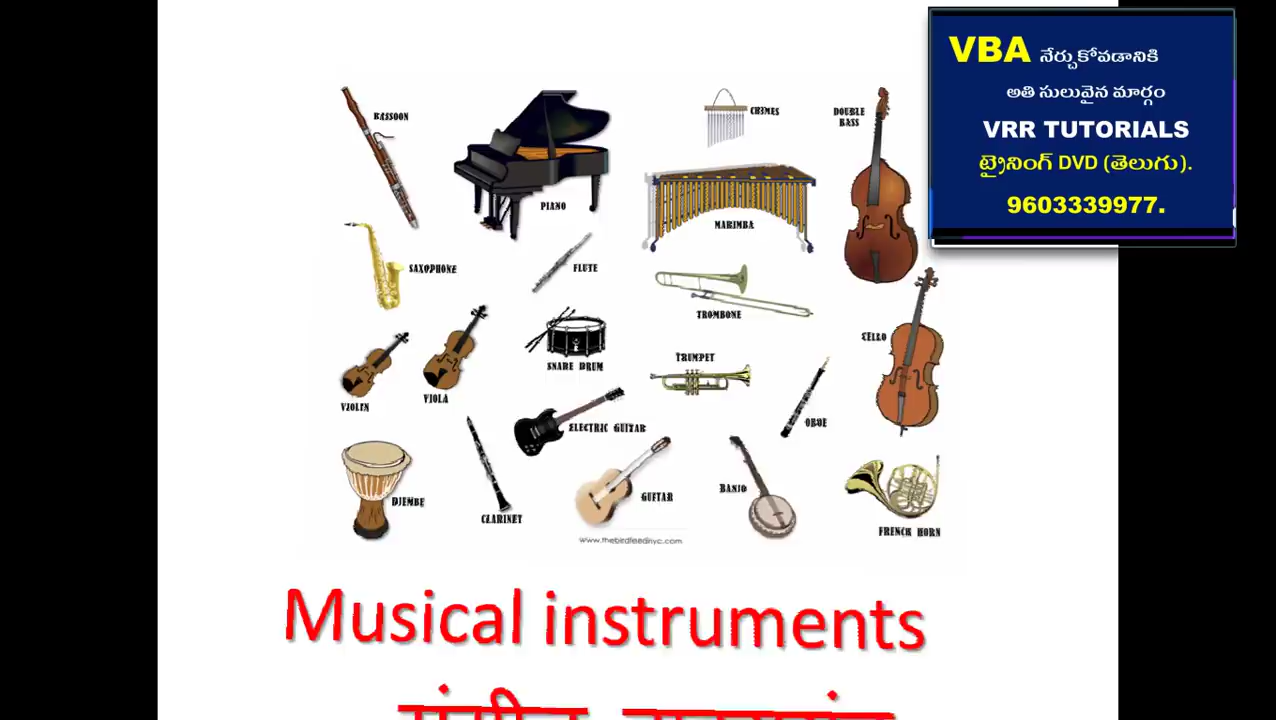 BASSOON
PIANO
CHIMES
DOUBLE
BASS
MARIMBA
SAXOPHONE
FLUTE
TROMBONE
CELLO
SNARE DRUM
TRUMPET
VIOLIN
VIOLA
ELECTRIC GUITAR
OBOE
DJEMBE
CLARINET
GUITAR
BANJO
FRENCH HORN
www.thebirdfeednyc.com
Musical instruments
VBA నేర్చుకోవడానికి
అతి సులువైన మార్గం
VRR TUTORIALS
ట్రైనింగ్ DVD (తెలుగు).
9603339977.